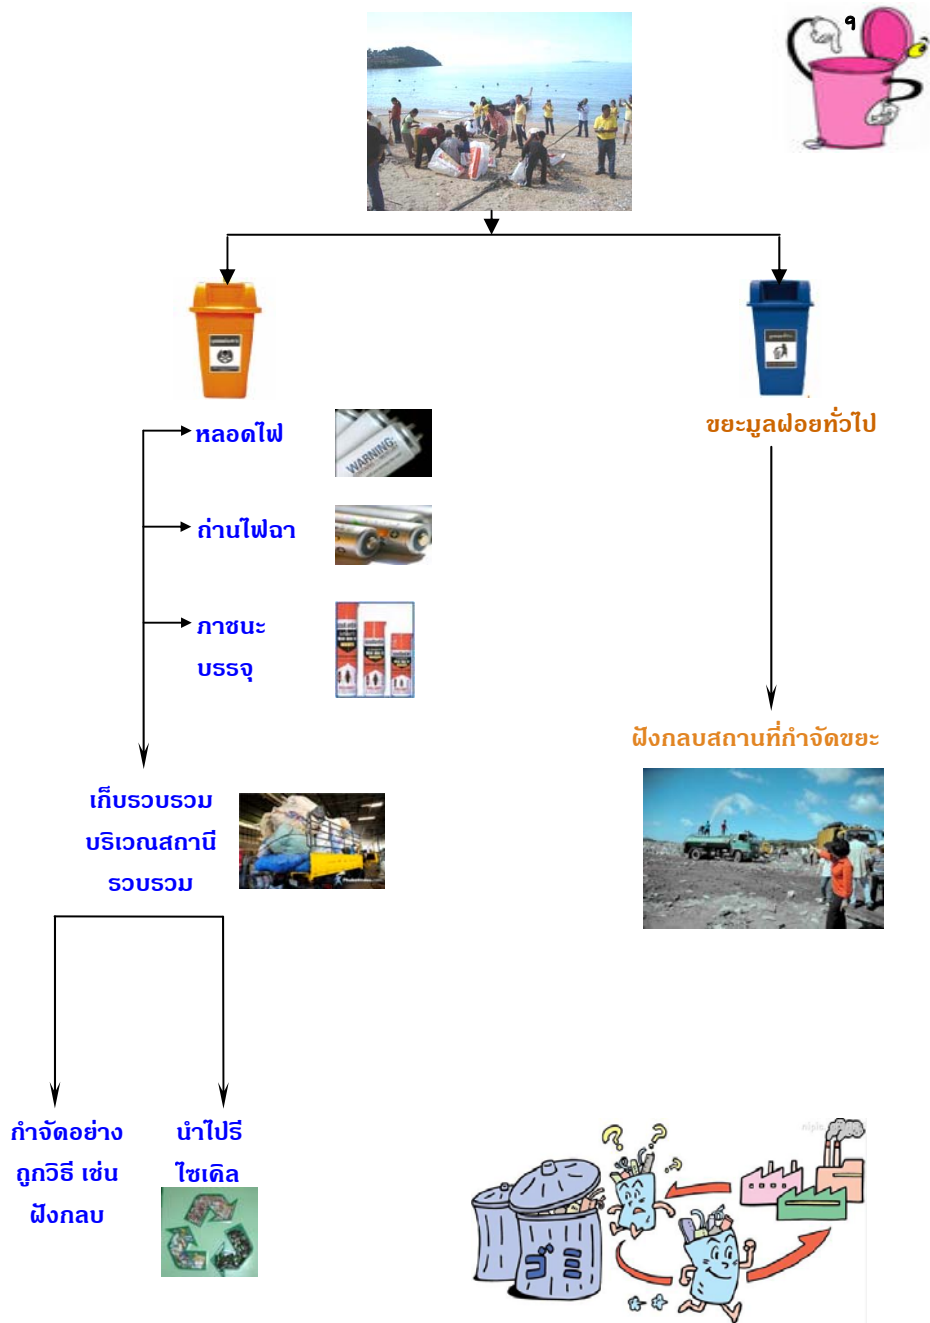 ๑
หลอดไฟ
WARNING:
ถ่านไฟฉา
ภาชนะ
บรรจุ
เก็บรวบรวม
บริเวณสถานี
รวบรวม
กำจัดอย่าง
ถูกวิธี เช่น
ฝังกลบ
นำไปรี
ไซเคิล
ขยะมูลฝอยทั่วไป
ฝังกลบสถานที่กำจัดขยะ